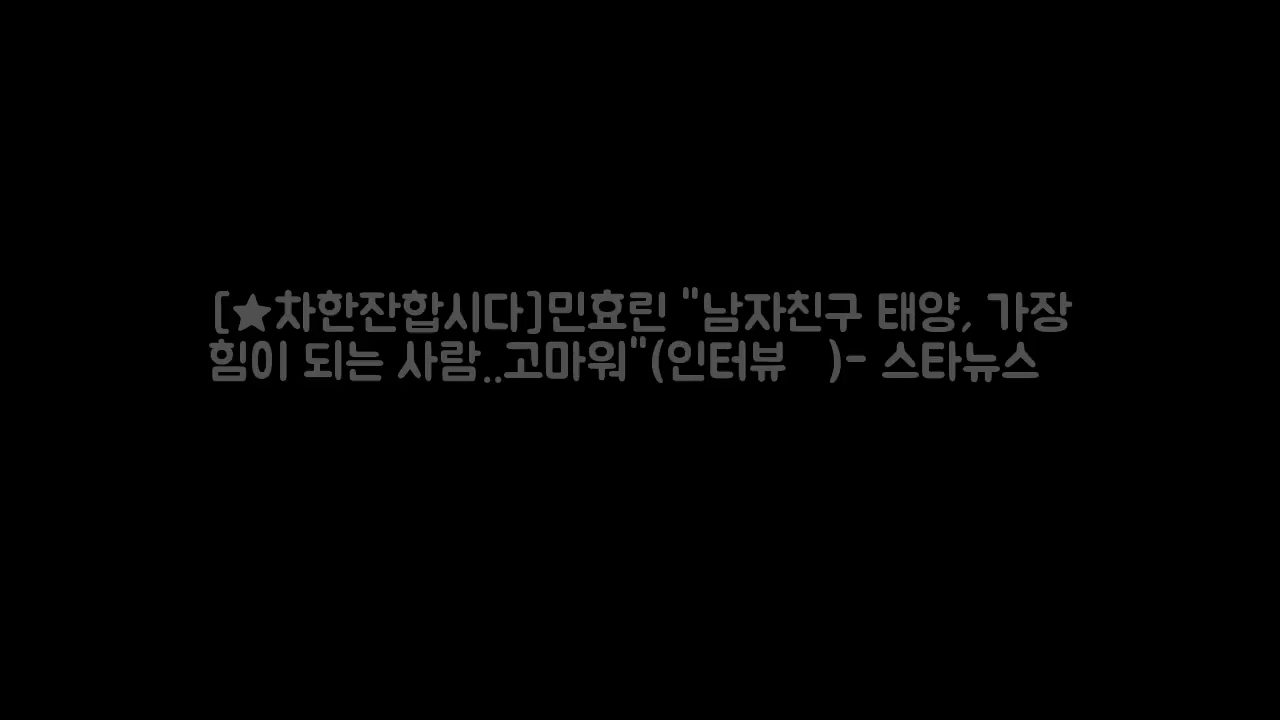 [★차한잔합시다]민효린 "남자친구 태양, 가장
힘이 되는 사람..고마워"(인터뷰 )- 스타뉴스